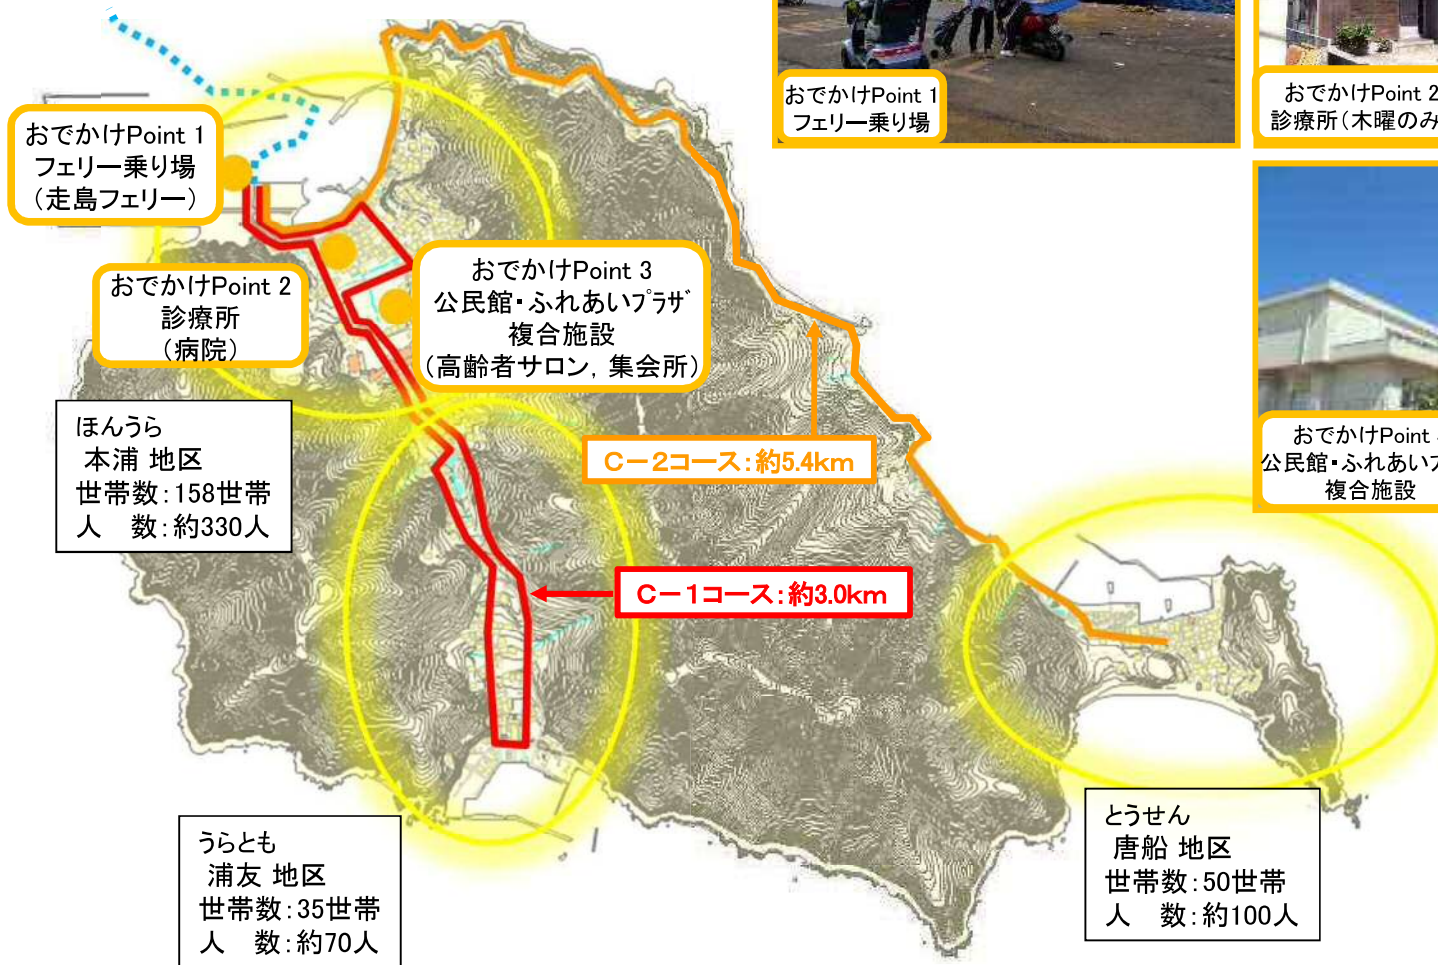 おでかけPoint 1
フェリー乗り場
(走島フェリー)
おでかけPoint 2
診療所
(病院)
おでかけPoint 3
公民館・ふれあいプラザ
複合施設
(高齢者サロン, 集会所)
おでかけPoint 1
フェリー乗り場
おでかけPoint 2
診療所(木曜のみ
おでかけPoint
公民館・ふれあい
複合施設
ほんうら
本浦 地区
世帯数:158世帯
人 数:約330人
C-2コース:約5.4km
C-1コース:約3.0km
うらとも
浦友 地区
世帯数:35世帯
人 数:約70人
とうせん
唐船 地区
世帯数:50世帯
人 数:約100人